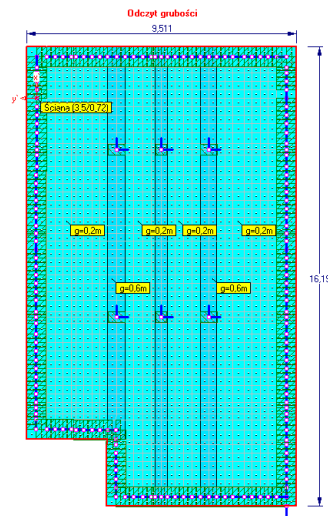 Odczyt grubości
9,511
Ściana [3,5/0,72]
g=0,2m g=0,2m g=0,2m g=0,2m
16,19
g=0,6m g=0,6m